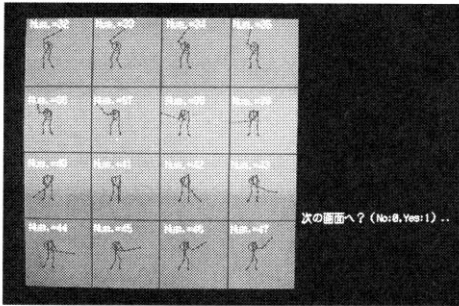 Num.=32 Num.=33 Num.=34 Num.=35
Num.=36 Num.=37 Num.=38 Num.=39
Num.=40 Num.=41 Num.=42 Num.=43
次の画面へ？(No:0,Yes:1)..
Num.=44 Num.=45 Num.=46 Num.=47